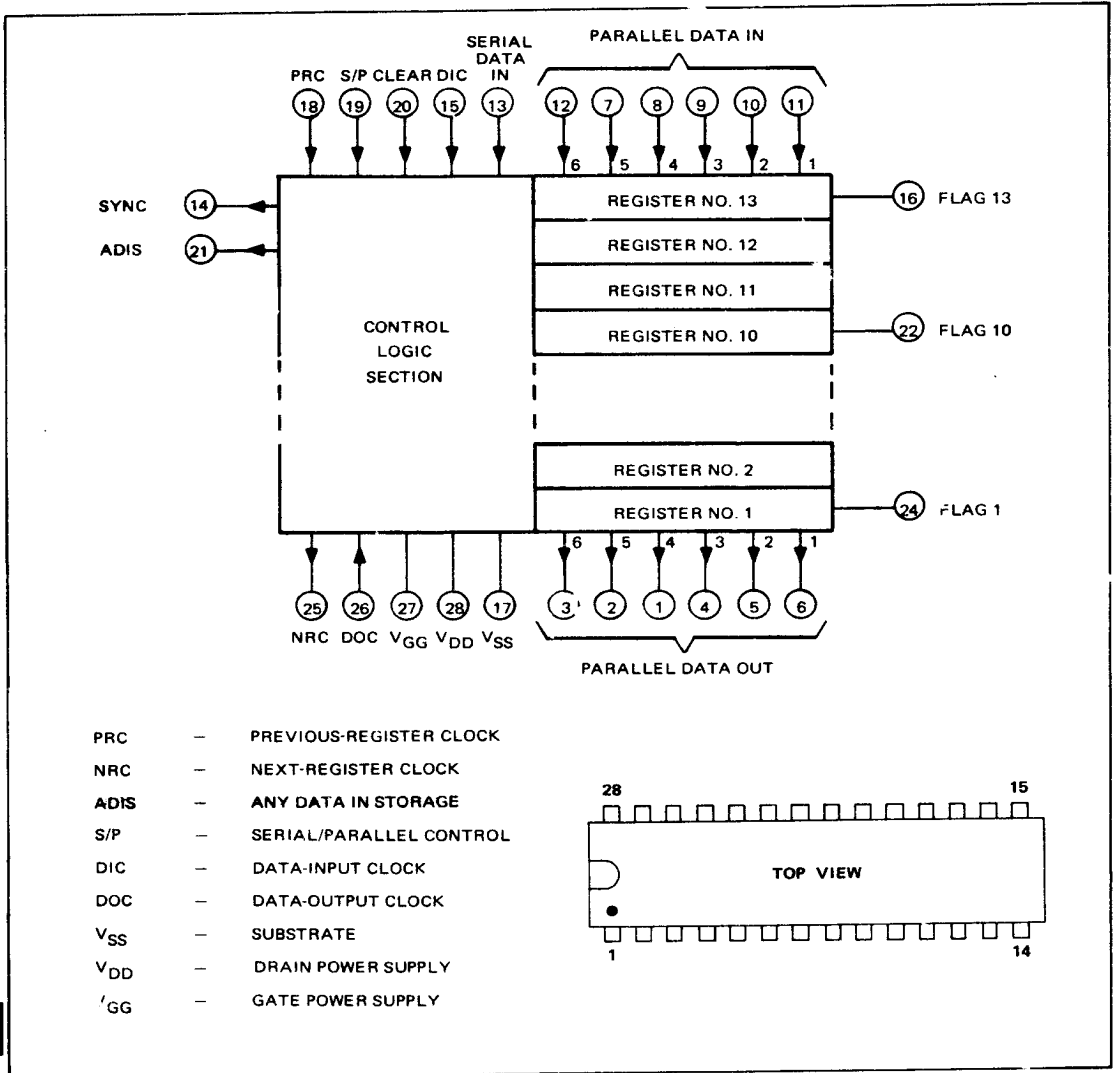 PARALLEL DATA IN
SERIAL
DATA
IN
PRC S/P CLEAR DIC
18 19 20 15 13 12 7 8 9 10 11
6 5 4 3 2 1
SYNC 14
REGISTER NO. 13
16 FLAG 13
ADIS 21
REGISTER NO. 12
REGISTER NO. 11
REGISTER NO. 10
22 FLAG 10
CONTROL
LOGIC
SECTION
REGISTER NO. 2
REGISTER NO. 1
24 FLAG 1
6 5 4 3 2 1
25 26 27 28 17 3 2 1 4 5 6
NRC DOC VGG VDD VSS
PARALLEL DATA OUT
PRC – PREVIOUS-REGISTER CLOCK
NRC – NEXT-REGISTER CLOCK
ADIS – ANY DATA IN STORAGE
S/P – SERIAL/PARALLEL CONTROL
DIC – DATA-INPUT CLOCK
DOC – DATA-OUTPUT CLOCK
VSS – SUBSTRATE
VDD – DRAIN POWER SUPPLY
VGG – GATE POWER SUPPLY
28 15
TOP VIEW
1 14